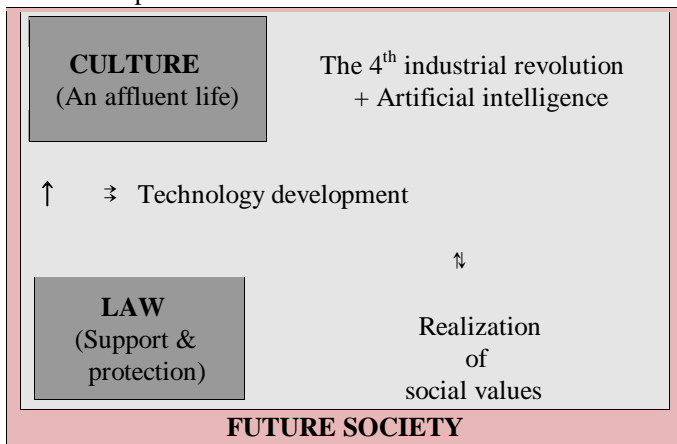 CULTURE
(An affluent life)
The 4th industrial revolution
+ Artificial intelligence
↑ ⇉ Technology development
⇅
LAW
(Support &
protection)
Realization
of
social values
FUTURE SOCIETY